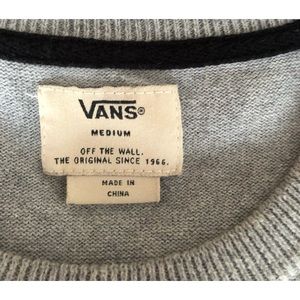 VANS®
MEDIUM
OFF THE WALL.
THE ORIGINAL SINCE 1966.
MADE IN
CHINA